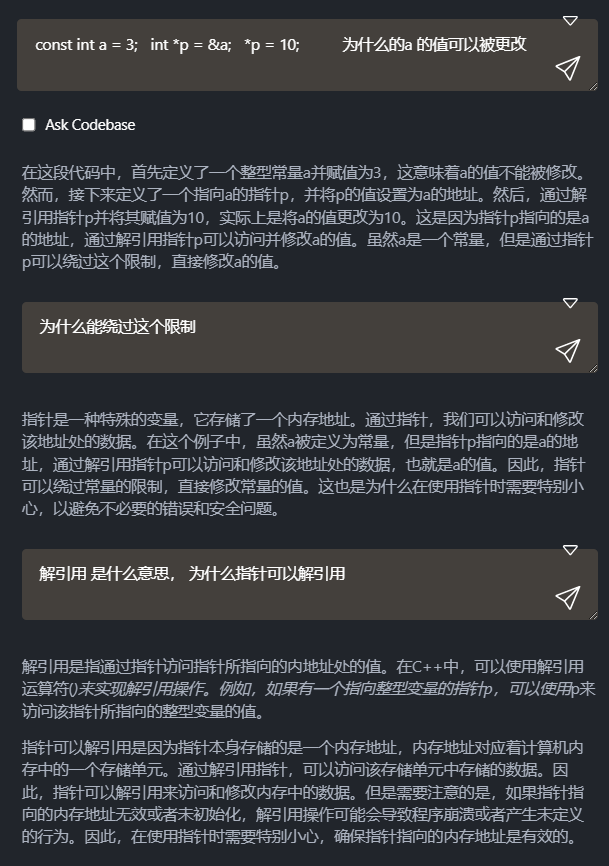 const int a = 3;   int *p = &a;   *p = 10;          为什么的a 的值可以被更改
Ask Codebase
在这段代码中，首先定义了一个整型常量a并赋值为3，这意味着a的值不能被修改。
然而，接下来定义了一个指向a的指针p，并将p的值设置为a的地址。然后，通过解
引用指针p并将其赋值为10，实际上是将a的值更改为10。这是因为指针p指向的是a
的地址，通过解引用指针p可以访问并修改a的值。虽然a是一个常量，但是通过指针
p可以绕过这个限制，直接修改a的值。
为什么能绕过这个限制
指针是一种特殊的变量，它存储了一个内存地址。通过指针，我们可以访问和修改
该地址处的数据。在这个例子中，虽然a被定义为常量，但是指针p指向的是a的地
址，通过解引用指针p可以访问和修改该地址处的数据，也就是a的值。因此，指针
可以绕过常量的限制，直接修改常量的值。这也是为什么在使用指针时需要特别小
心，以避免不必要的错误和安全问题。
解引用 是什么意思， 为什么指针可以解引用
解引用是指通过指针访问指针所指向的内地址处的值。在C++中，可以使用解引用
运算符()来实现解引用操作。例如，如果有一个指向整型变量的指针p，可以使用p来
访问该指针所指向的整型变量的值。
指针可以解引用是因为指针本身存储的是一个内存地址，内存地址对应着计算机内
存中的一个存储单元。通过解引用指针，可以访问该存储单元中存储的数据。因
此，指针可以解引用来访问和修改内存中的数据。但是需要注意的是，如果指针指
向的内存地址无效或者未初始化，解引用操作可能会导致程序崩溃或者产生未定义
的行为。因此，在使用指针时需要特别小心，确保指针指向的内存地址是有效的。